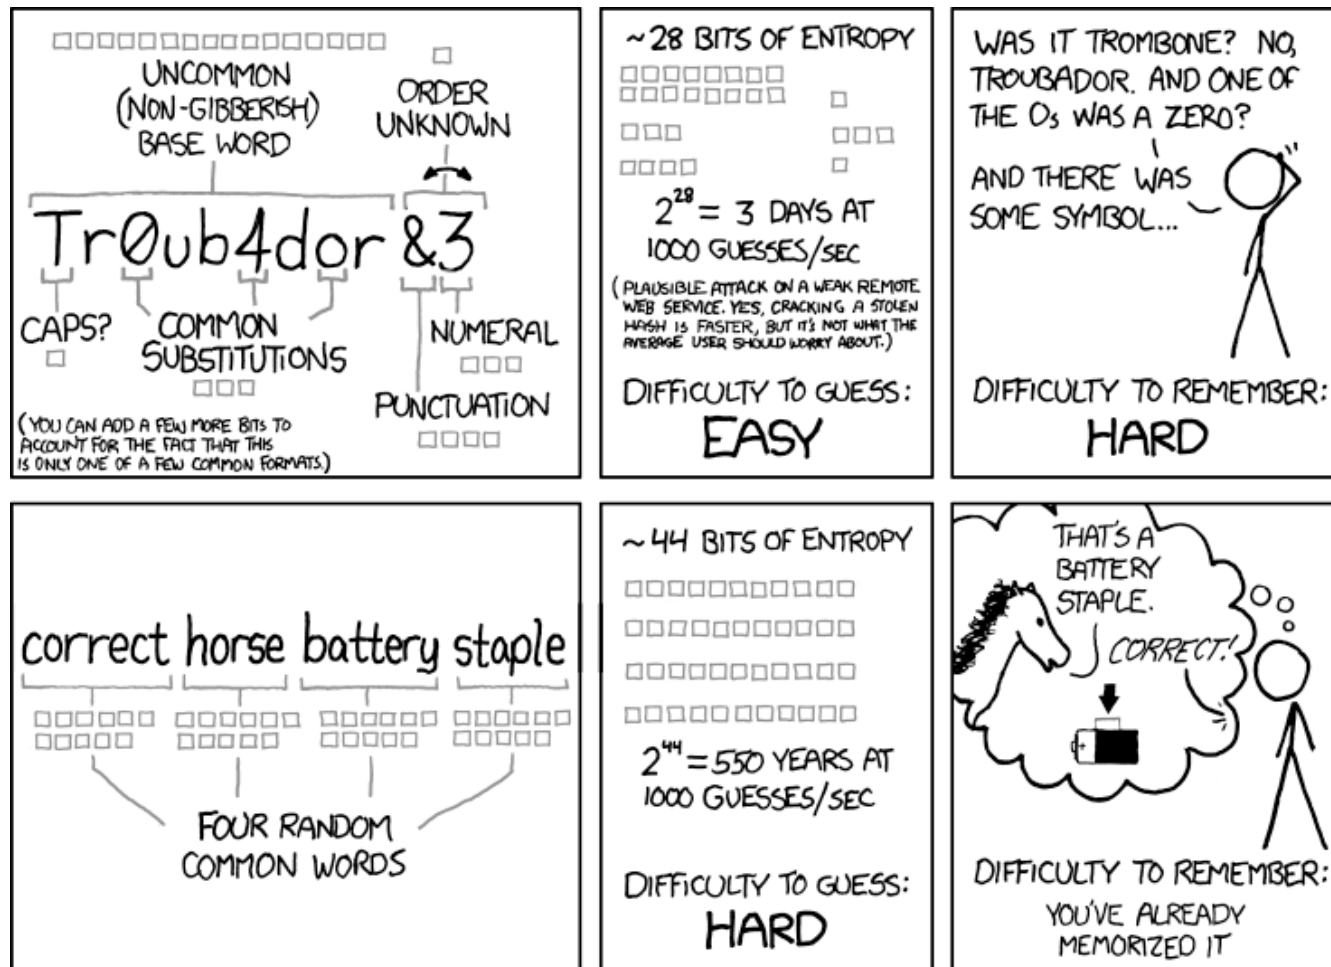 UNCOMMON
(NON-GIBBERISH)
BASE WORD
ORDER
UNKNOWN
Tr0ub4dor &3
CAPS?
COMMON
SUBSTITUTIONS
NUMERAL
PUNCTUATION
(YOU CAN ADD A FEW MORE BITS TO
ACCOUNT FOR THE FACT THAT THIS
IS ONLY ONE OF A FEW COMMON FORMATS.)
~28 BITS OF ENTROPY
2^28 = 3 DAYS AT
1000 GUESSES/SEC
(PLAUSIBLE ATTACK ON A WEAK REMOTE
WEB SERVICE. YES, CRACKING A STOLEN
HASH IS FASTER, BUT IT'S NOT WHAT THE
AVERAGE USER SHOULD WORRY ABOUT.)
DIFFICULTY TO GUESS:
EASY
WAS IT TROMBONE? NO,
TROUBADOR. AND ONE OF
THE Os WAS A ZERO?
AND THERE WAS
SOME SYMBOL...
DIFFICULTY TO REMEMBER:
HARD
correct horse battery staple
FOUR RANDOM
COMMON WORDS
~44 BITS OF ENTROPY
2^44 = 550 YEARS AT
1000 GUESSES/SEC
DIFFICULTY TO GUESS:
HARD
THAT'S A
BATTERY
STAPLE.
CORRECT!
+
DIFFICULTY TO REMEMBER:
YOU'VE ALREADY
MEMORIZED IT